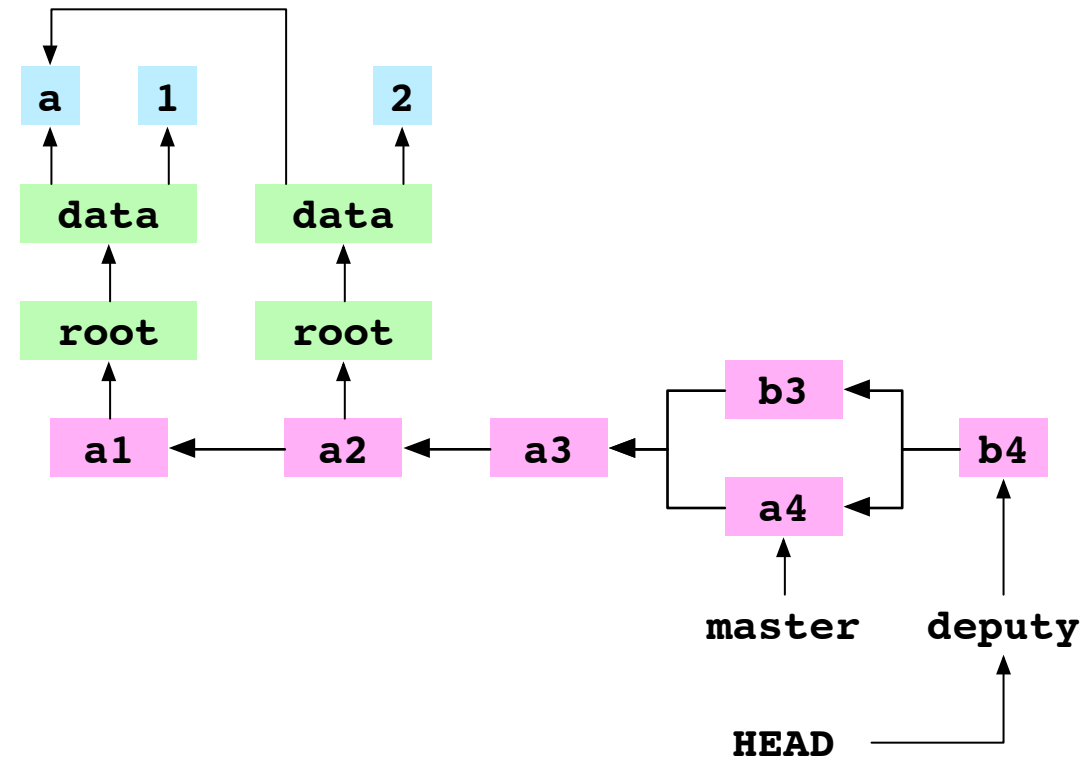 a 1 2
data data
root root
b3
a1 a2 a3 b4
a4
master deputy
HEAD